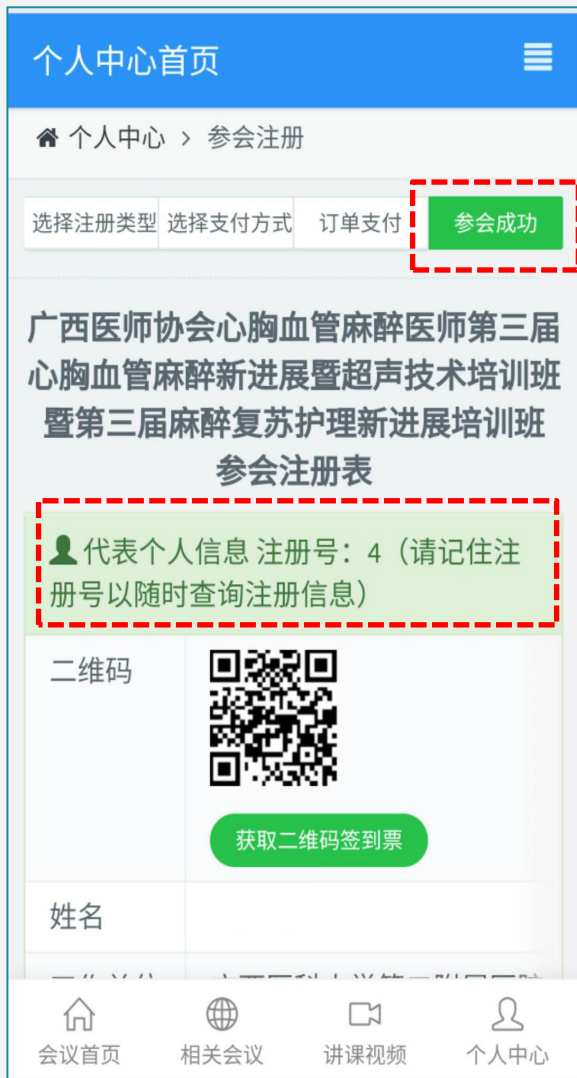 个人中心首页
个人中心 > 参会注册
选择注册类型 选择支付方式 订单支付 参会成功
广西医师协会心胸血管麻醉医师第三届
心胸血管麻醉新进展暨超声技术培训班
暨第三届麻醉复苏护理新进展培训班
参会注册表
代表个人信息 注册号：4（请记住注
册号以随时查询注册信息）
二维码
获取二维码签到票
姓名
会议首页 相关会议 讲课视频 个人中心